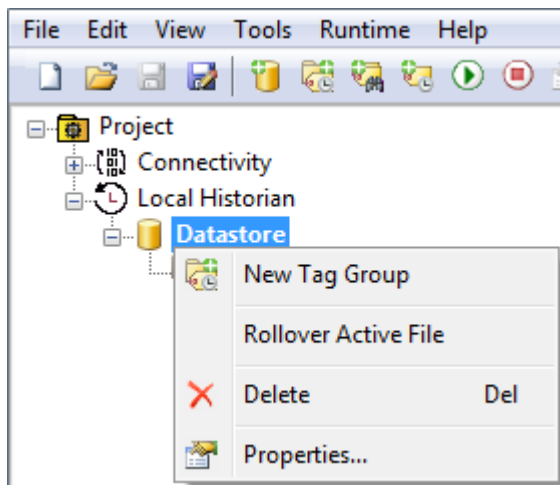 File Edit View Tools Runtime Help
Project
Connectivity
Local Historian
Datastore
New Tag Group
Rollover Active File
Delete Del
Properties...